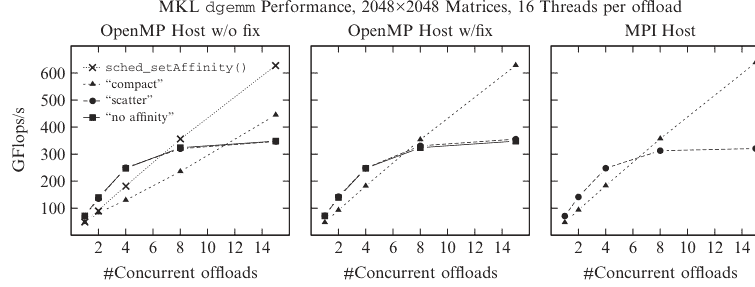 MKL dgemm Performance, 2048×2048 Matrices, 16 Threads per offload
OpenMP Host w/o fix
OpenMP Host w/fix
MPI Host
GFlops/s
600
500
400
300
200
100
sched_setAffinity()
“compact”
“scatter”
“no affinity”
2 4 6 8 10 12 14
2 4 6 8 10 12 14
2 4 6 8 10 12 14
#Concurrent offloads
#Concurrent offloads
#Concurrent offloads